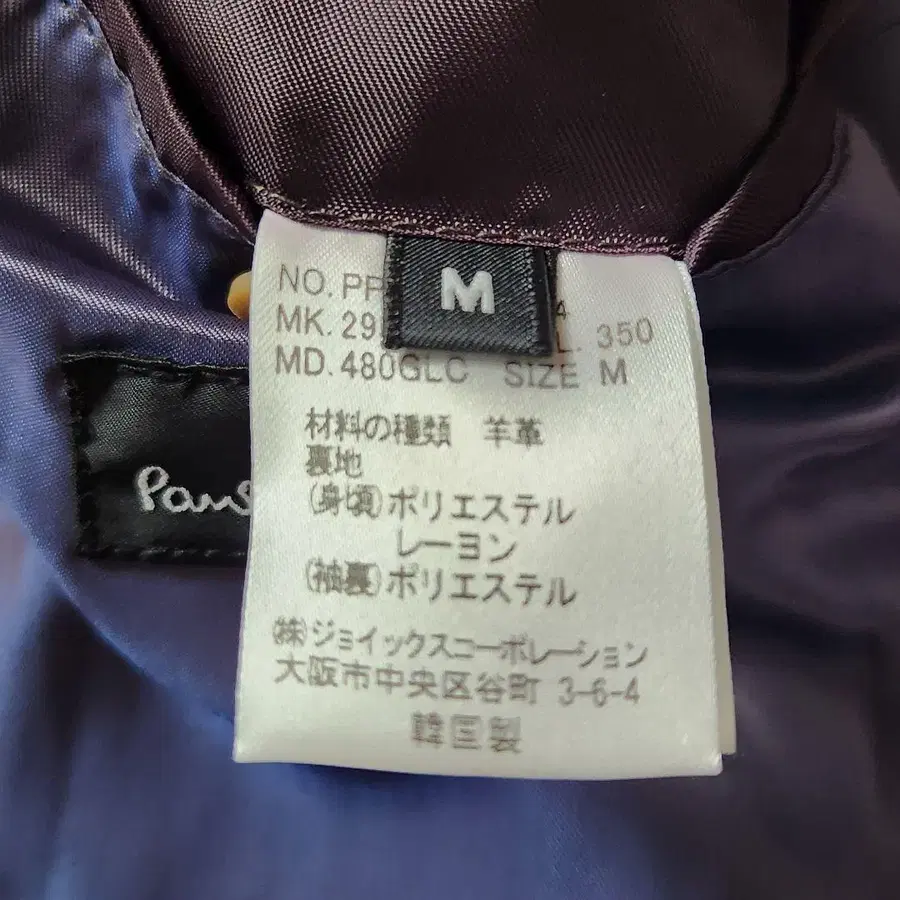 M
NO. PP 4
MK. 29 350
MD. 480GLC SIZE M
材料の種類 羊革
裏地
(身頃)ポリエステル
レーヨン
(袖裏)ポリエステル
㈱ジョイックスコーポレーション
大阪市中央区谷町 3-6-4
韓国製